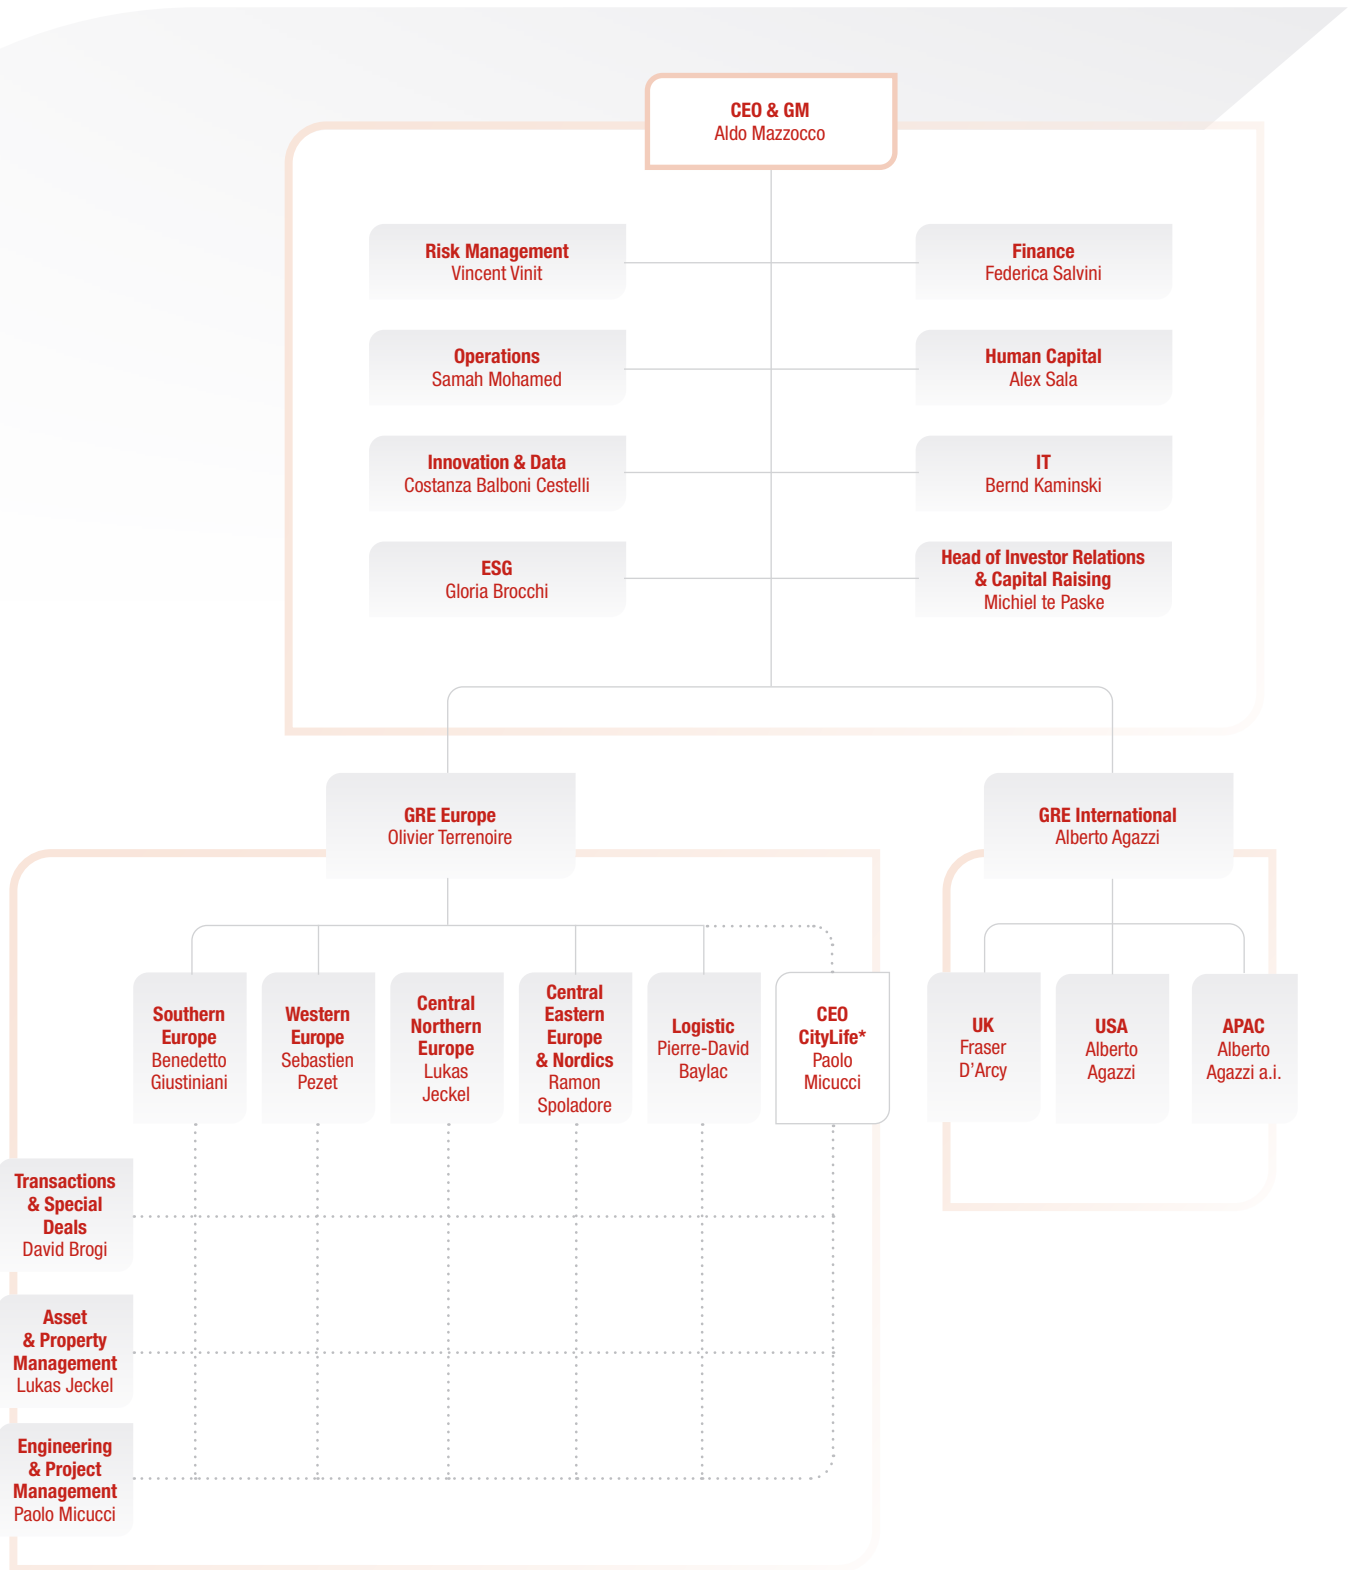 CEO & GM
Aldo Mazzocco
Risk Management
Vincent Vinit
Finance
Federica Salvini
Operations
Samah Mohamed
Human Capital
Alex Sala
Innovation & Data
Costanza Balboni Cestelli
IT
Bernd Kaminski
ESG
Gloria Brocchi
Head of Investor Relations
& Capital Raising
Michiel te Paske
GRE Europe
Olivier Terrenoire
GRE International
Alberto Agazzi
Southern
Europe
Benedetto
Giustiniani
Western
Europe
Sebastien
Pezet
Central
Northern
Europe
Lukas
Jeckel
Central
Eastern
Europe
& Nordics
Ramon
Spoladore
Logistic
Pierre-David
Baylac
CEO
CityLife*
Paolo
Micucci
UK
Fraser
D’Arcy
USA
Alberto
Agazzi
APAC
Alberto
Agazzi a.i.
Transactions
& Special
Deals
David Brogi
Asset
& Property
Management
Lukas Jeckel
Engineering
& Project
Management
Paolo Micucci